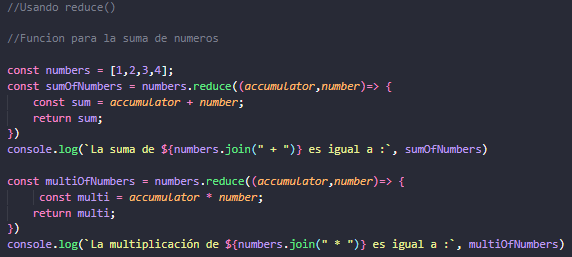 //Usando reduce()
//Funcion para la suma de numeros
const numbers = [1,2,3,4];
const sumOfNumbers = numbers.reduce((accumulator,number)=> {
    const sum = accumulator + number;
    return sum;
})
console.log(`La suma de ${numbers.join(" + ")} es igual a :`, sumOfNumbers)
const multiOfNumbers = numbers.reduce((accumulator,number)=> {
     const multi = accumulator * number;
    return multi;
})
console.log(`La multiplicación de ${numbers.join(" * ")} es igual a :`, multiOfNumbers)